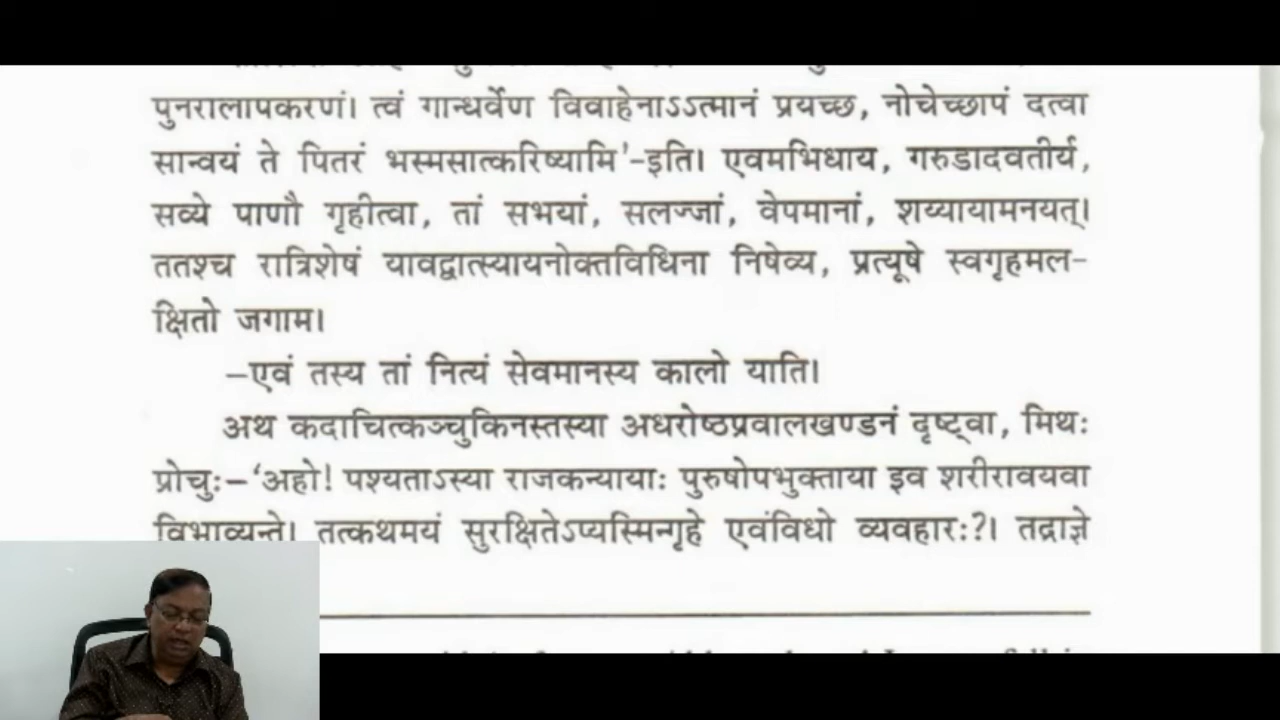 पुनरालापकरणं। त्वं गान्धर्वेण विवाहेनाऽऽत्मानं प्रयच्छ, नोचेच्छापं दत्वा
सान्वयं ते पितरं भस्मसात्करिष्यामि'-इति। एवमभिधाय, गरुडादवतीर्य,
सव्ये पाणौ गृहीत्वा, तां सभयां, सलज्जां, वेपमानां, शय्यायामनयत्।
ततश्च रात्रिशेषं यावद्वात्स्यायनोक्तविधिना निषेव्य, प्रत्यूषे स्वगृहमल-
क्षितो जगाम।
–एवं तस्य तां नित्यं सेवमानस्य कालो याति।
अथ कदाचित्कञ्चुकिनस्तस्या अधरोष्ठप्रवालखण्डनं दृष्ट्वा, मिथः
प्रोचुः–'अहो! पश्यताऽस्या राजकन्यायाः पुरुषोपभुक्ताया इव शरीरावयवा
विभाव्यन्ते। तत्कथमयं सुरक्षितेऽप्यस्मिन्गृहे एवंविधो व्यवहारः?। तद्राज्ञे